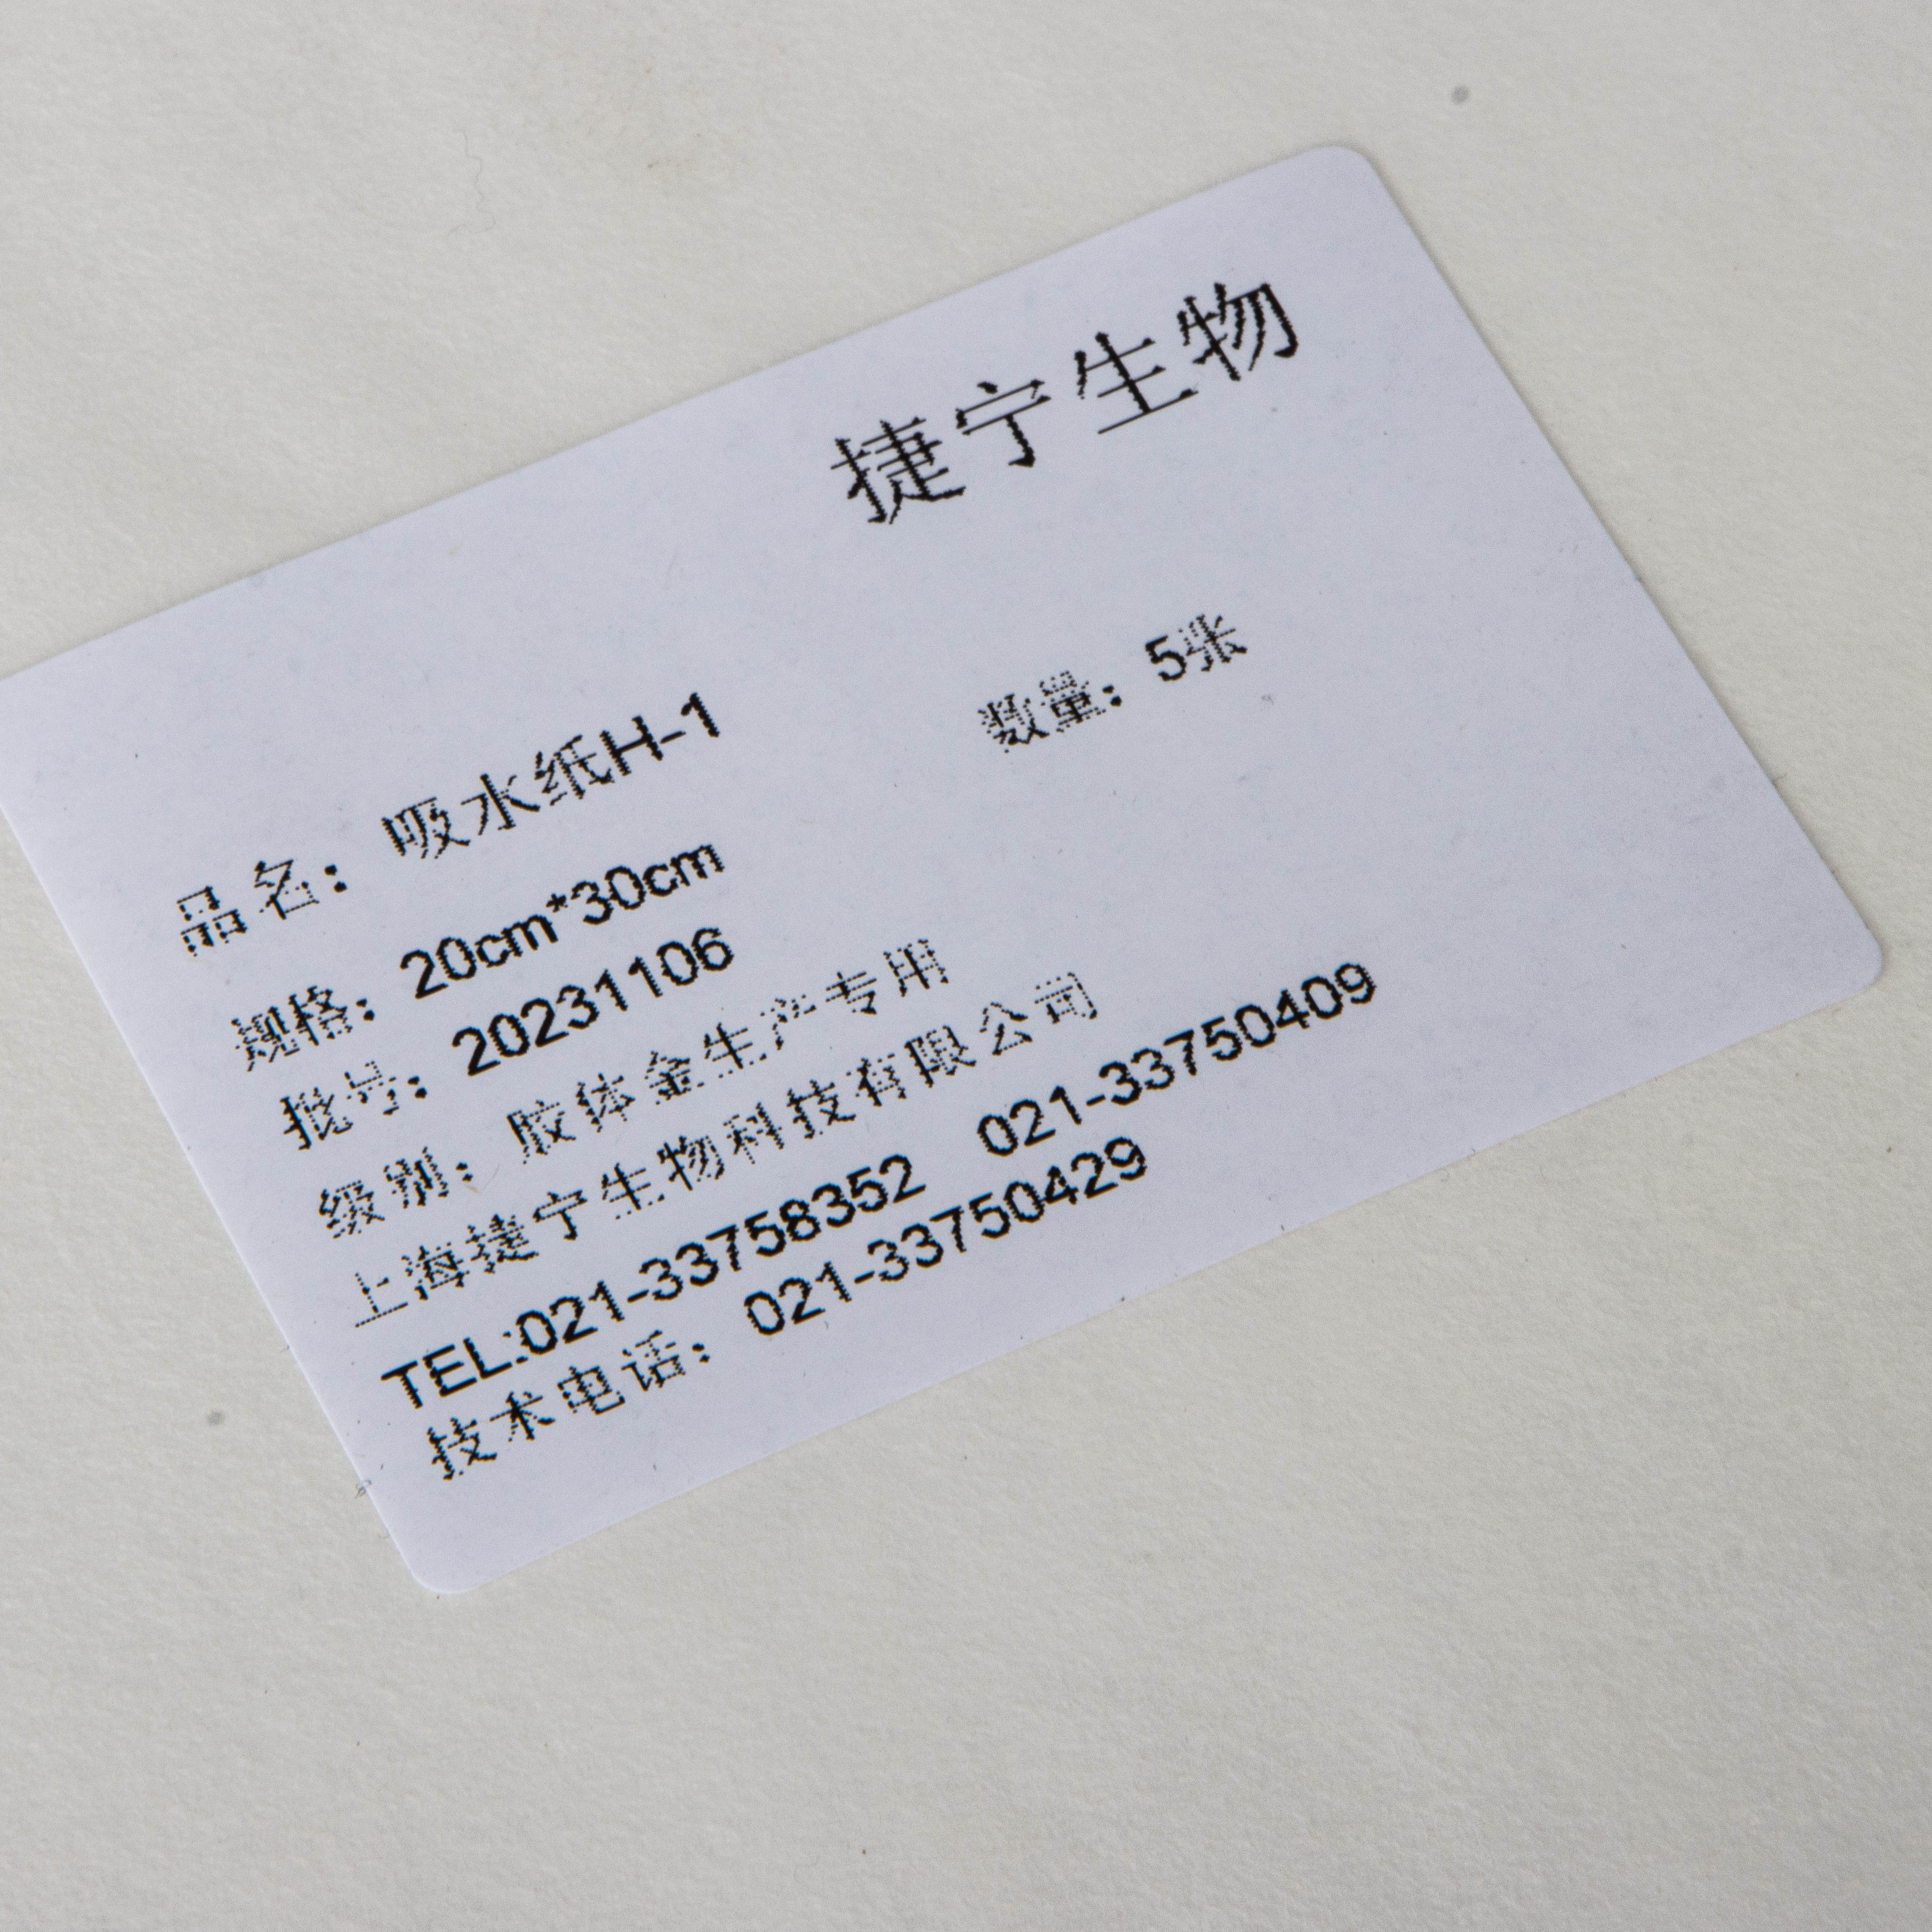 捷宁生物
品名：吸水纸H-1 数量：5张
规格：20cm*30cm
批号：20231106
级别：胶体金生产专用
上海捷宁生物科技有限公司
TEL:021-33758352 021-33750409
技术电话：021-33750429